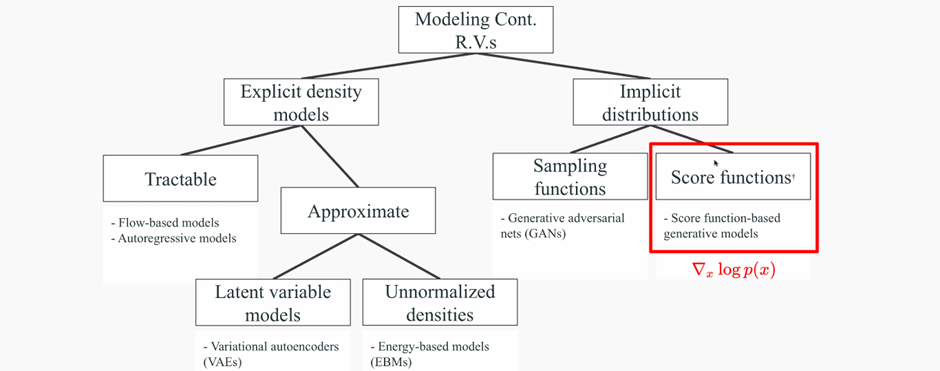 Modeling Cont.
R.V.s
Explicit density
models
Implicit
distributions
Tractable
- Flow-based models
- Autoregressive models
Approximate
Sampling
functions
- Generative adversarial
nets (GANs)
Score functions†
- Score function-based
generative models
∇ₓ log p(x)
Latent variable
models
- Variational autoencoders
(VAEs)
Unnormalized
densities
- Energy-based models
(EBMs)